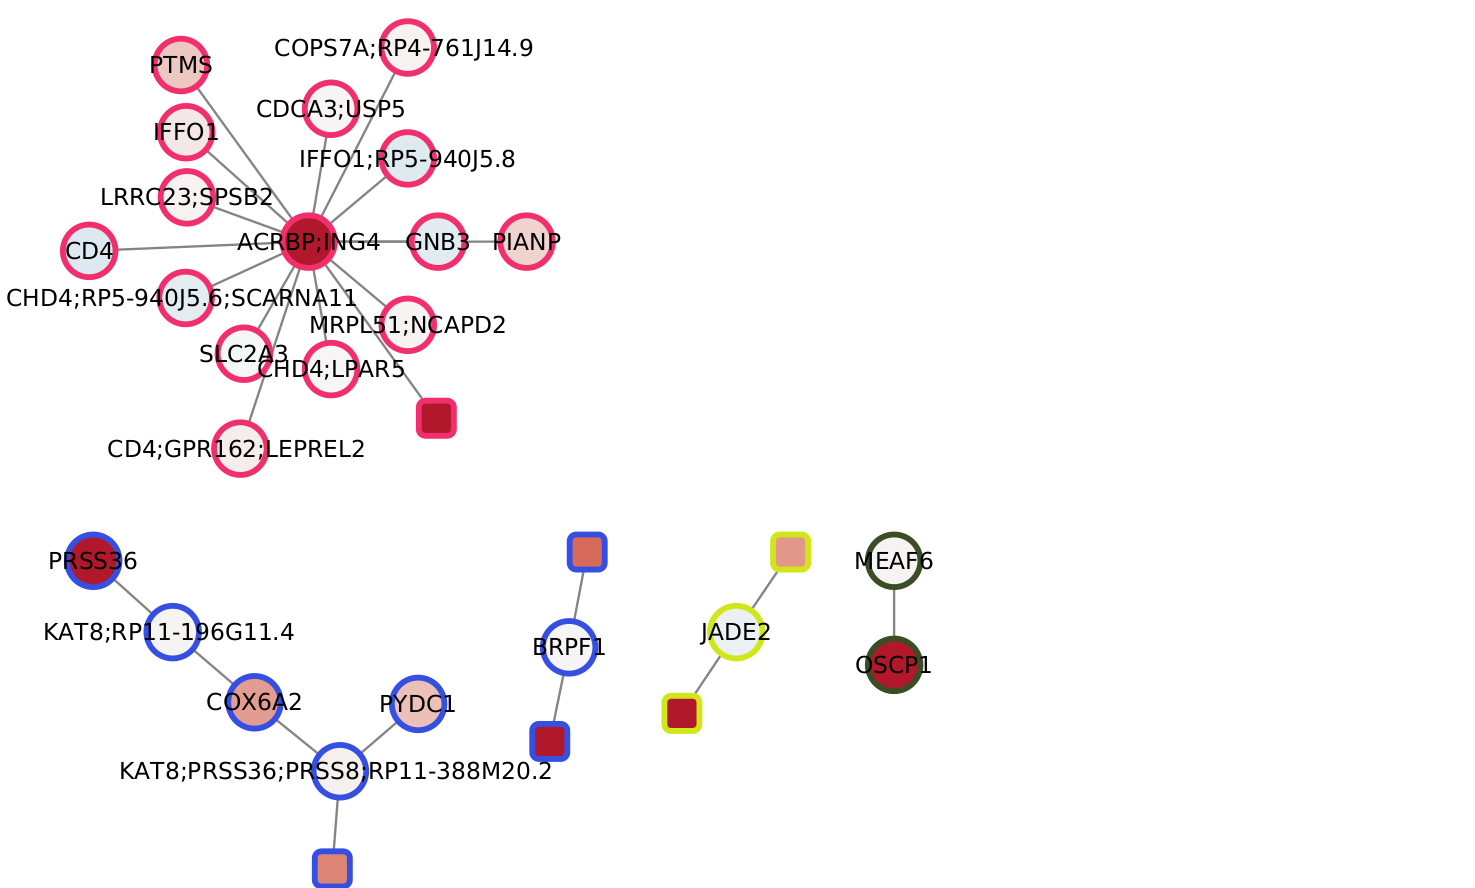 COPS7A;RP4-761J14.9
PTMS
CDCA3;USP5
IFFO1
IFFO1;RP5-940J5.8
LRRC23;SPSB2
ACRBP;ING4
GNB3
PIANP
CD4
CHD4;RP5-940J5.6;SCARNA11
MRPL51;NCAPD2
SLC2A3
CHD4;LPAR5
CD4;GPR162;LEPREL2
PRSS36
MEAF6
KAT8;RP11-196G11.4
JADE2
BRPF1
OSCP1
COX6A2
PYDC1
KAT8;PRSS36;PRSS8;RP11-388M20.2